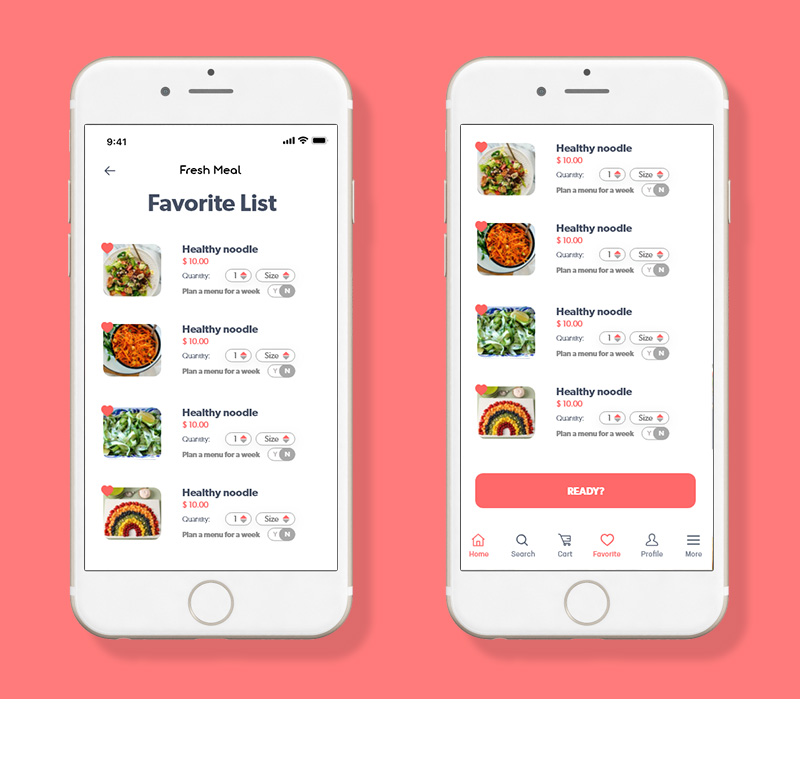 9:41
Fresh Meal
Favorite List
Healthy noodle
$ 10.00
Quantity: 1 Size
Plan a menu for a week Y N
Healthy noodle
$ 10.00
Quantity: 1 Size
Plan a menu for a week Y N
Healthy noodle
$ 10.00
Quantity: 1 Size
Plan a menu for a week Y N
Healthy noodle
$ 10.00
Quantity: 1 Size
Plan a menu for a week Y N
Healthy noodle
$ 10.00
Quantity: 1 Size
Plan a menu for a week Y N
Healthy noodle
$ 10.00
Quantity: 1 Size
Plan a menu for a week Y N
Healthy noodle
$ 10.00
Quantity: 1 Size
Plan a menu for a week Y N
Healthy noodle
$ 10.00
Quantity: 1 Size
Plan a menu for a week Y N
READY?
Home Search Cart Favorite Profile More